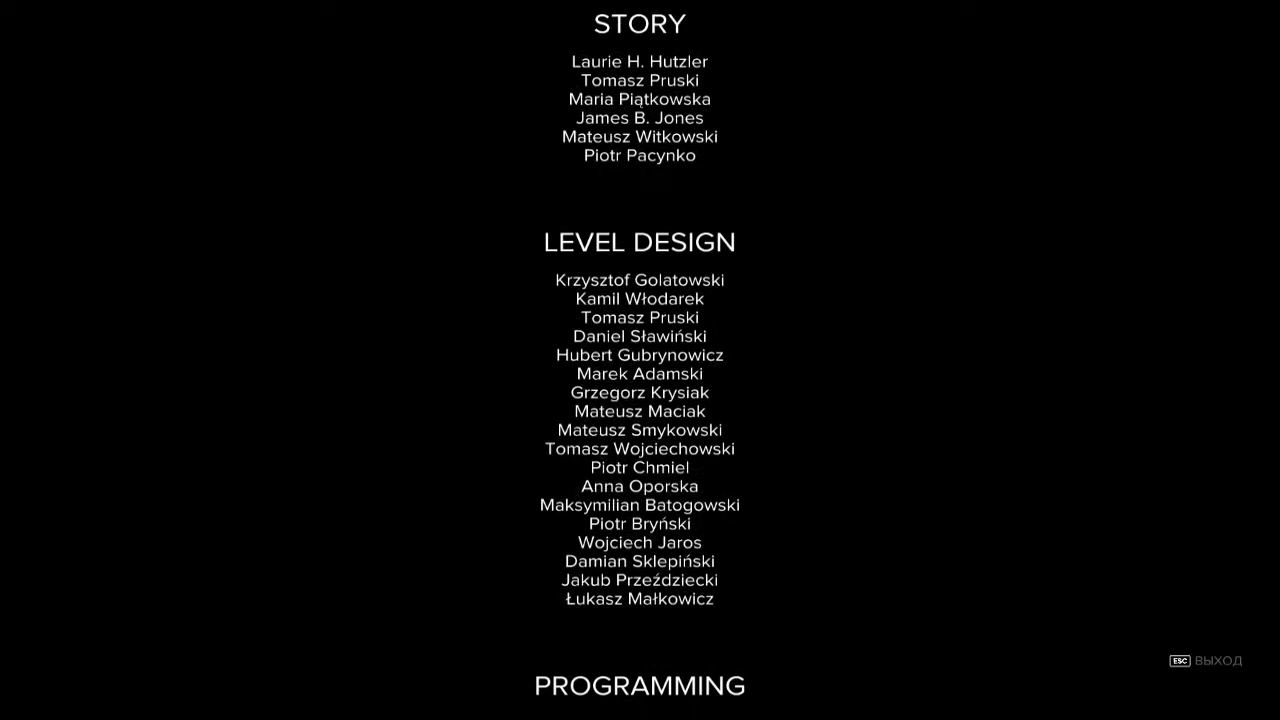 STORY
Laurie H. Hutzler
Tomasz Pruski
Maria Piątkowska
James B. Jones
Mateusz Witkowski
Piotr Pacynko
LEVEL DESIGN
Krzysztof Golatowski
Kamil Włodarek
Tomasz Pruski
Daniel Sławiński
Hubert Gubrynowicz
Marek Adamski
Grzegorz Krysiak
Mateusz Maciak
Mateusz Smykowski
Tomasz Wojciechowski
Piotr Chmiel
Anna Oporska
Maksymilian Batogowski
Piotr Bryński
Wojciech Jaros
Damian Sklepiński
Jakub Przeździecki
Łukasz Małkowicz
ESC ВЫХОД
PROGRAMMING